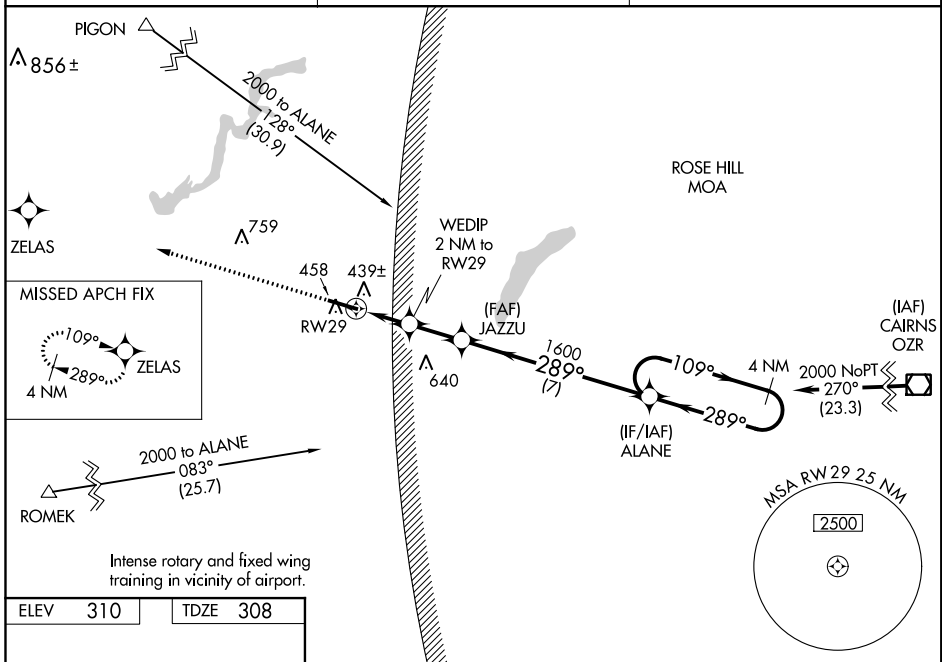 PIGON
856±
2000 to ALANE
128°
(30.9)
ROSE HILL
MOA
ZELAS
759
WEDIP
2 NM to
RW29
458
439±
RW29
MISSED APCH FIX
109°
ZELAS
289°
4 NM
(FAF)
JAZZU
640
1600
289°
(7)
109°
4 NM
289°
(IF/IAF)
ALANE
2000 NoPT
270°
(23.3)
(IAF)
CAIRNS
OZR
2000 to ALANE
083°
(25.7)
ROMEK
MSA RW29 25 NM
2500
Intense rotary and fixed wing
training in vicinity of airport.
ELEV 310
TDZE 308